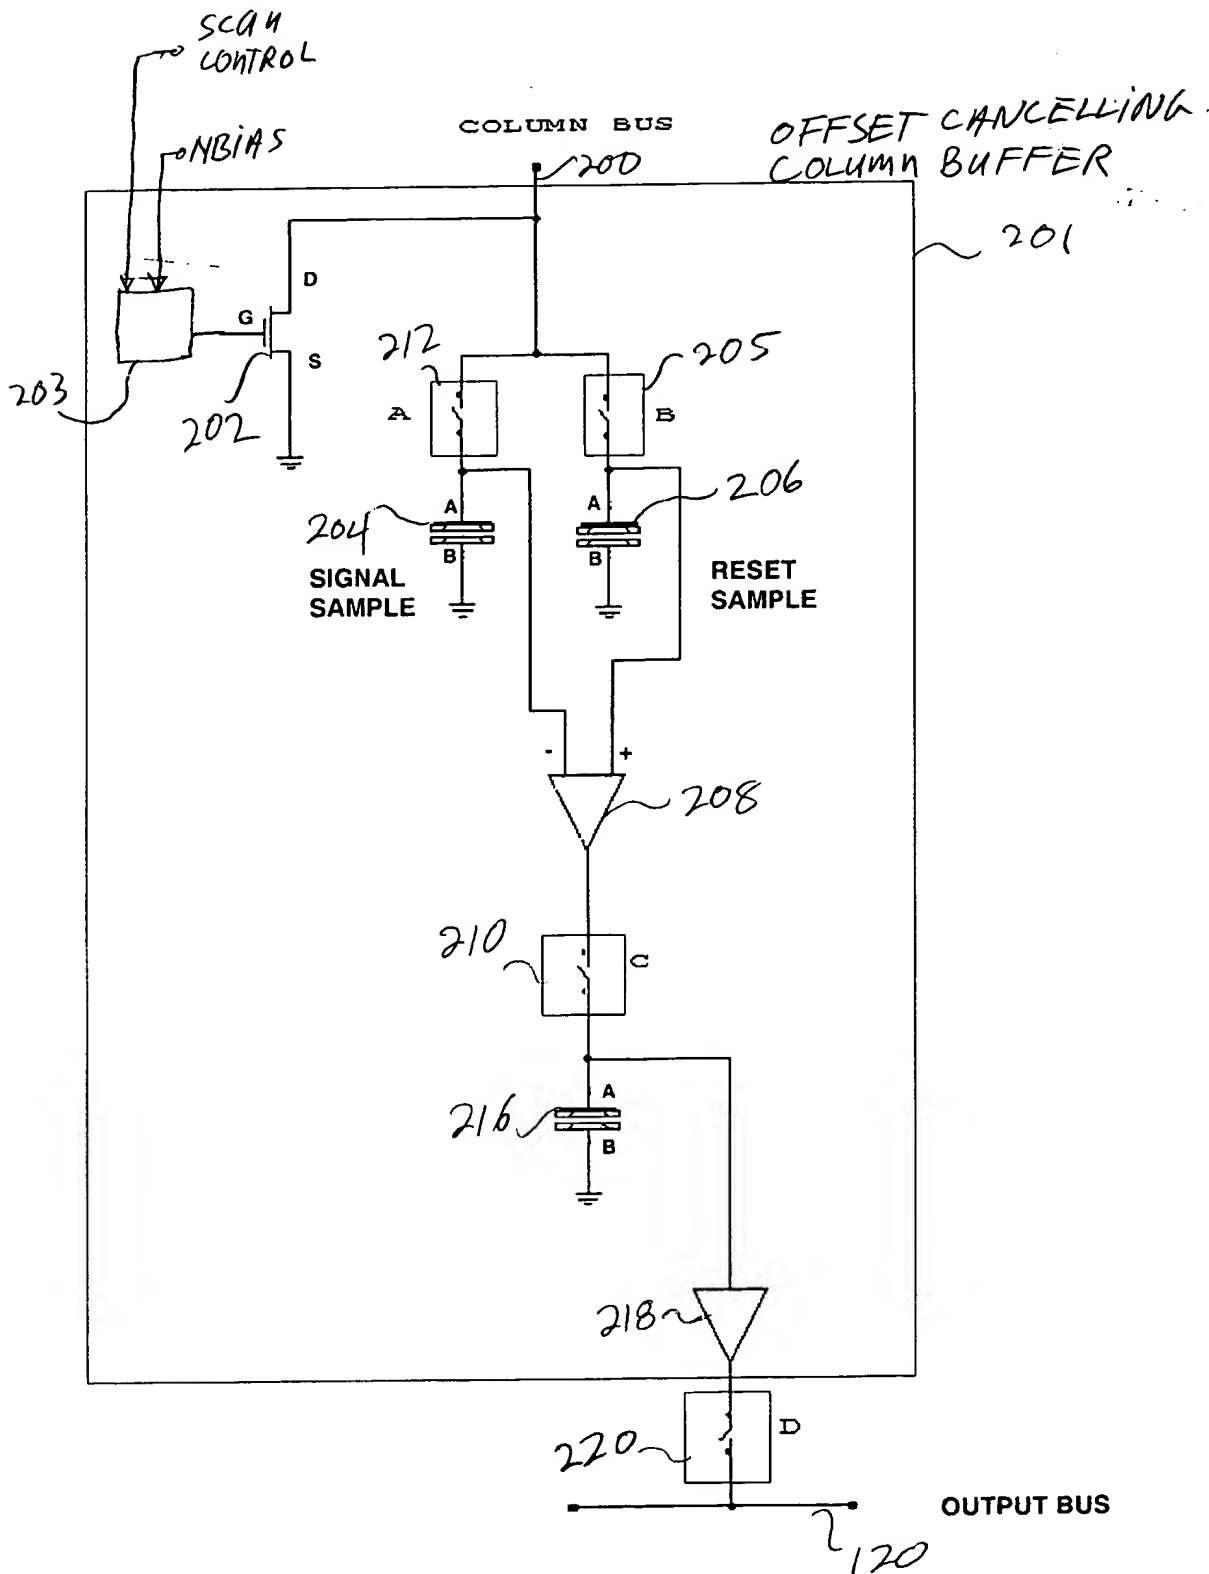 SCAN
CONTROL
NBIAS
COLUMN BUS
200
OFFSET CANCELLING
COLUMN BUFFER
201
D
G
S
203
202
212
205
A
B
A
A
204
206
B
B
SIGNAL
SAMPLE
RESET
SAMPLE
-
+
208
210
C
A
216
B
218
D
220
OUTPUT BUS
120